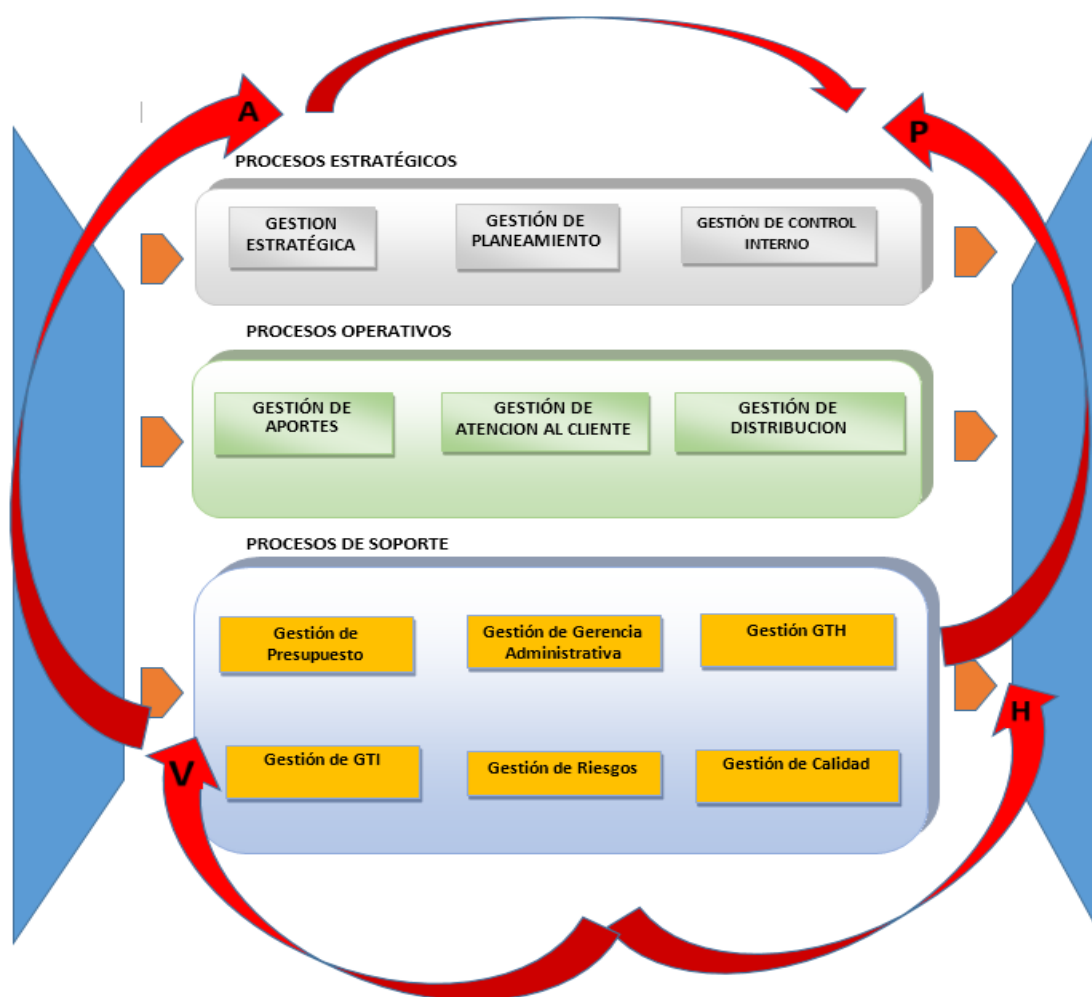 A
P
PROCESOS ESTRATÉGICOS
GESTION
ESTRATÉGICA
GESTIÓN DE
PLANEAMIENTO
GESTIÓN DE CONTROL
INTERNO
PROCESOS OPERATIVOS
GESTIÓN DE
APORTES
GESTIÓN DE
ATENCION AL CLIENTE
GESTIÓN DE
DISTRIBUCION
PROCESOS DE SOPORTE
Gestión de
Presupuesto
Gestión de Gerencia
Administrativa
Gestión GTH
H
V
Gestión de GTI
Gestión de Riesgos
Gestión de Calidad